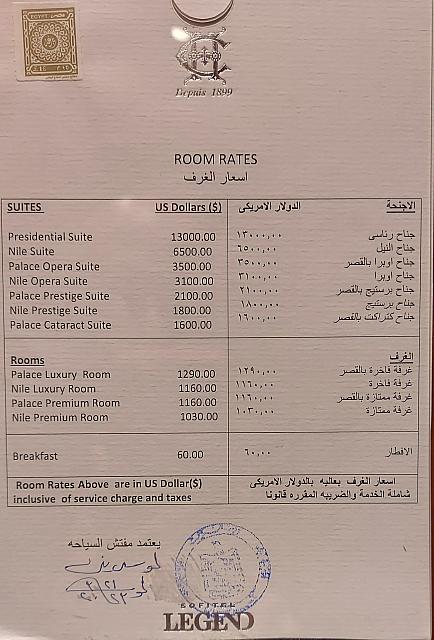 EGYPT
Depuis 1899
ROOM RATES
اسعار الغرف
SUITES US Dollars ($) الدولار الامريكى الاجنحة
Presidential Suite 13000.00 ١٣٠٠٠,٠٠ جناح رئاسى
Nile Suite 6500.00 ٦٥٠٠,٠٠ جناح النيل
Palace Opera Suite 3500.00 ٣٥٠٠,٠٠ جناح اوبرا بالقصر
Nile Opera Suite 3100.00 ٣١٠٠,٠٠ جناح اوبرا
Palace Prestige Suite 2100.00 ٢١٠٠,٠٠ جناح برستيج بالقصر
Nile Prestige Suite 1800.00 ١٨٠٠,٠٠ جناح برستيج
Palace Cataract Suite 1600.00 ١٦٠٠,٠٠ جناح كتراكت بالقصر
Rooms الغرف
Palace Luxury Room 1290.00 ١٢٩٠,٠٠ غرفة فاخرة بالقصر
Nile Luxury Room 1160.00 ١١٦٠,٠٠ غرفة فاخرة
Palace Premium Room 1160.00 ١١٦٠,٠٠ غرفة ممتازة بالقصر
Nile Premium Room 1030.00 ١٠٣٠,٠٠ غرفة ممتازة
Breakfast 60.00 ٦٠,٠٠ الافطار
Room Rates Above are in US Dollar($) اسعار الغرف بعاليه بالدولار الامريكى
inclusive of service charge and taxes شاملة الخدمة والضريبه المقرره قانونا
يعتمد مفتش السياحه
SOFITEL
LEGEND